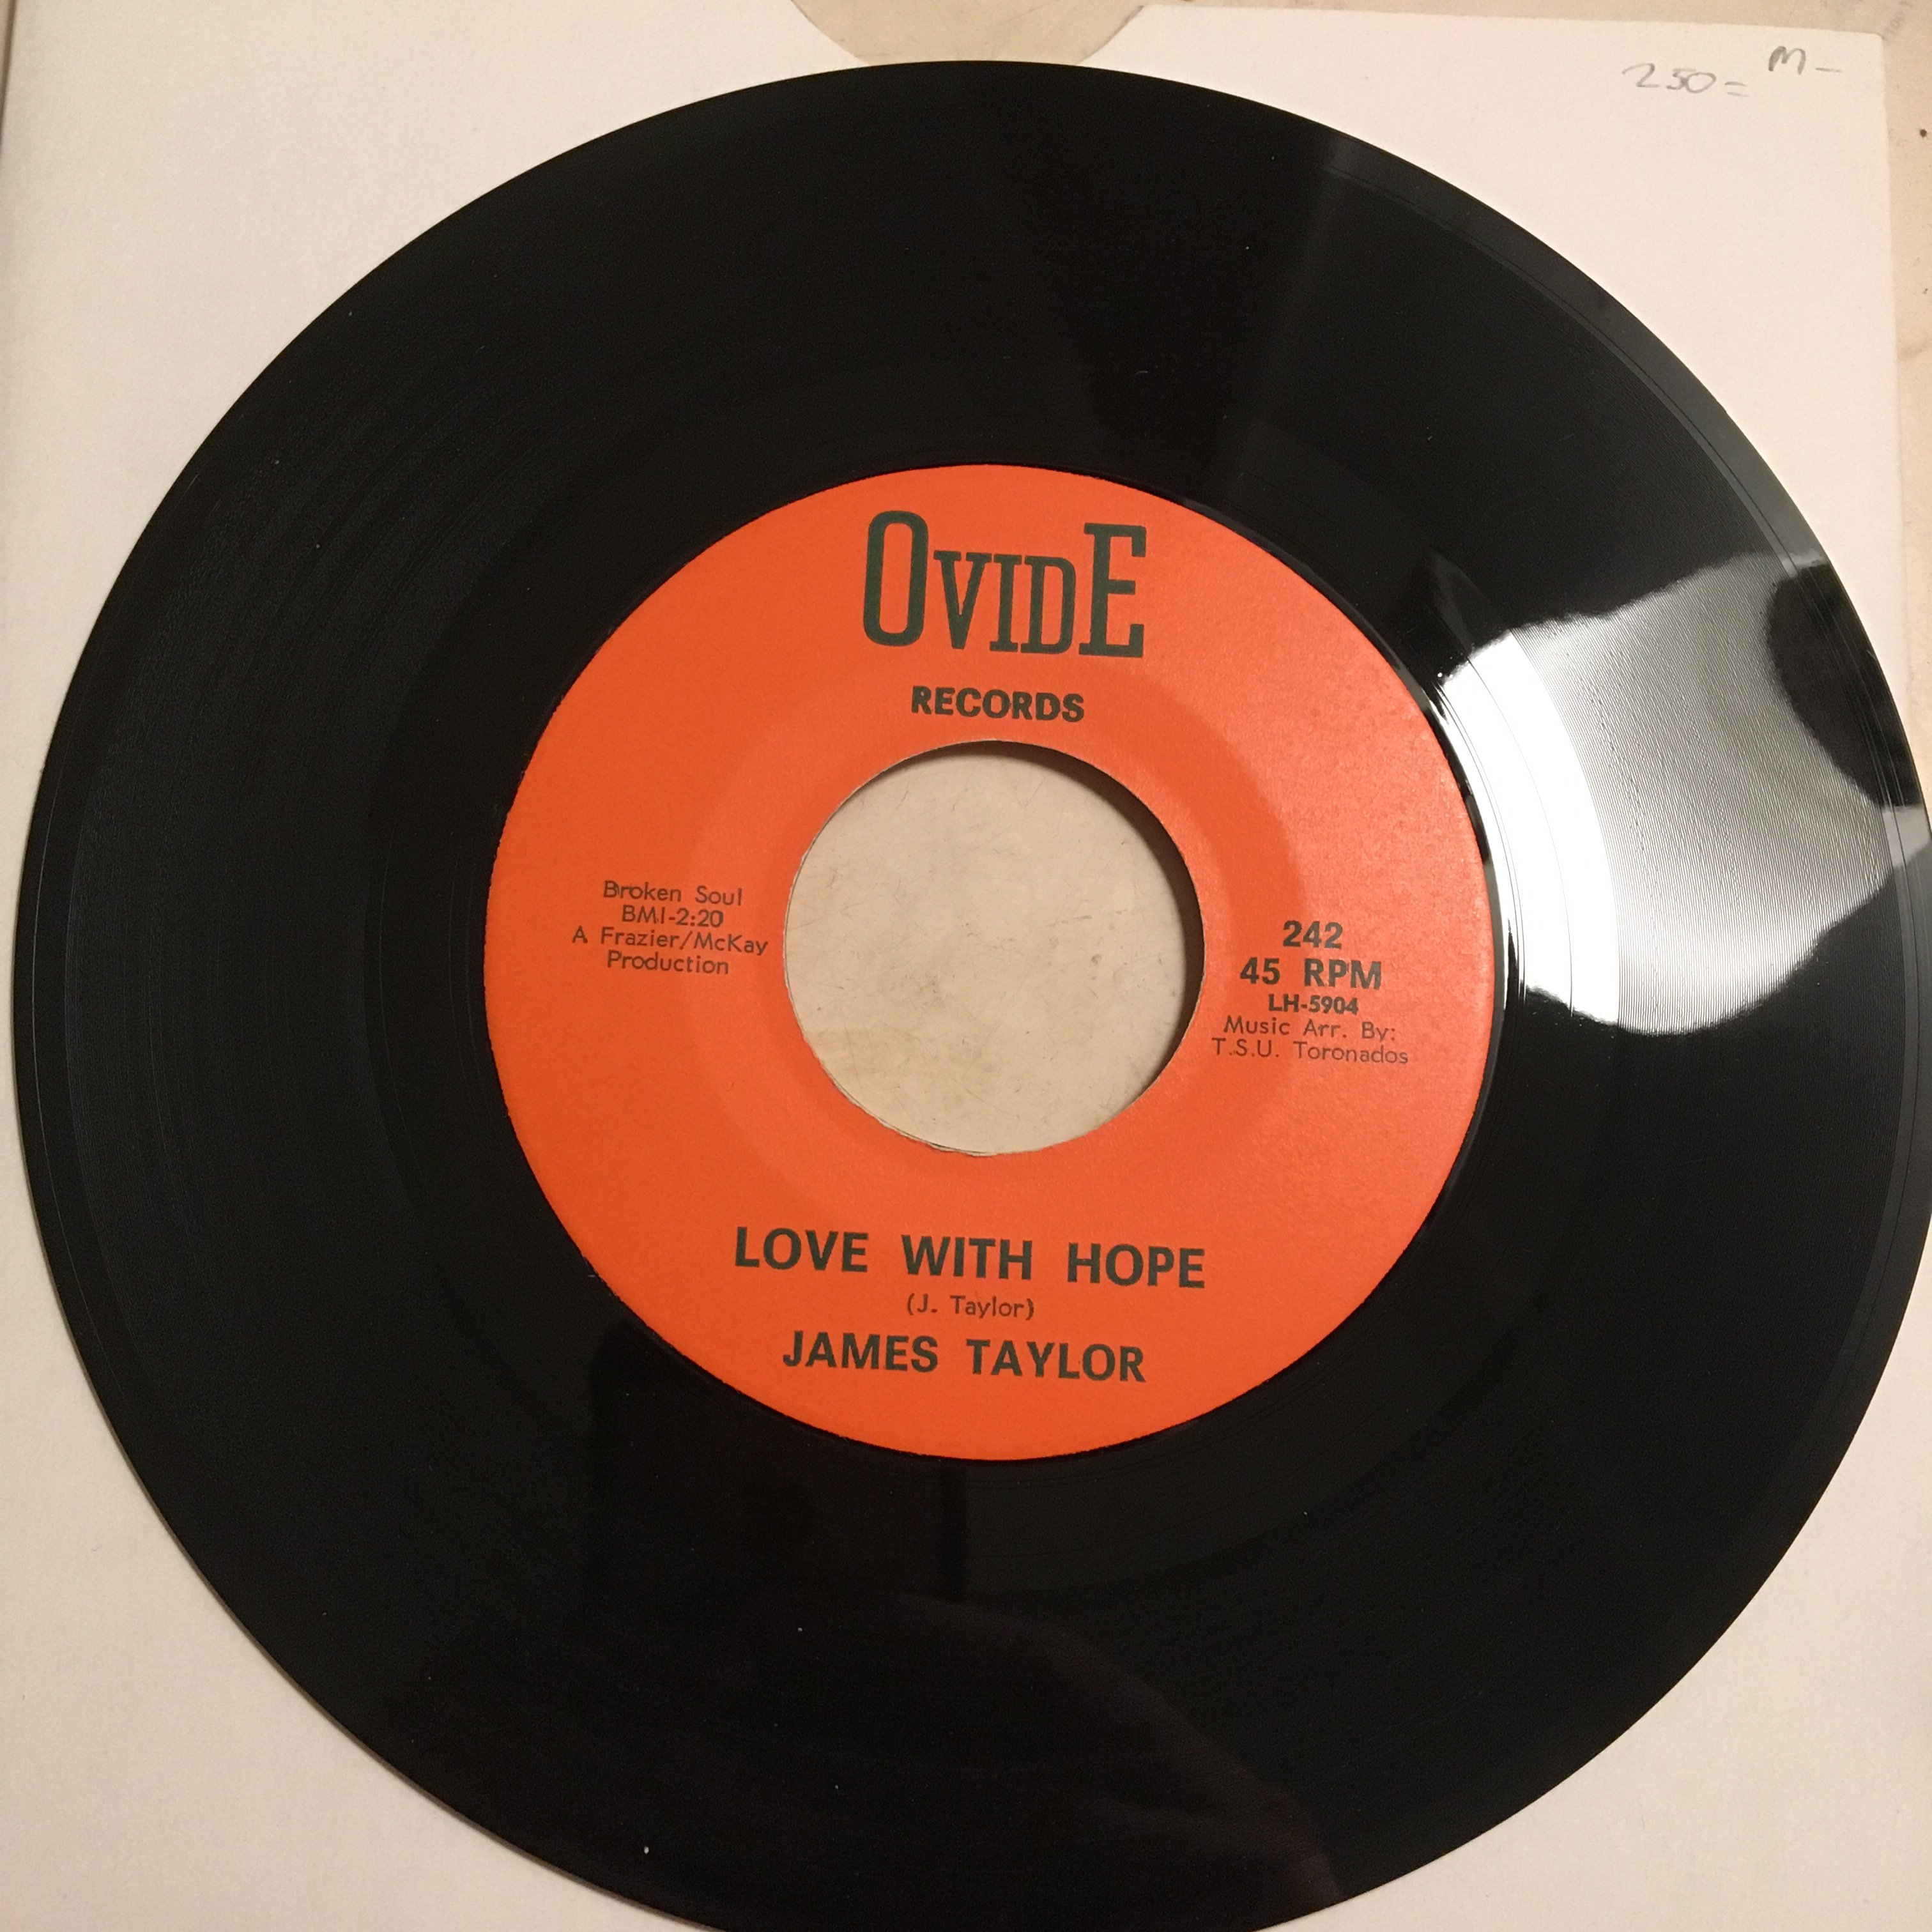 250= M-
OVIDE
RECORDS
Broken Soul
BMI-2:20
A Frazier/McKay
Production
242
45 RPM
LH-5904
Music Arr. By:
T.S.U. Toronados
LOVE WITH HOPE
(J. Taylor)
JAMES TAYLOR